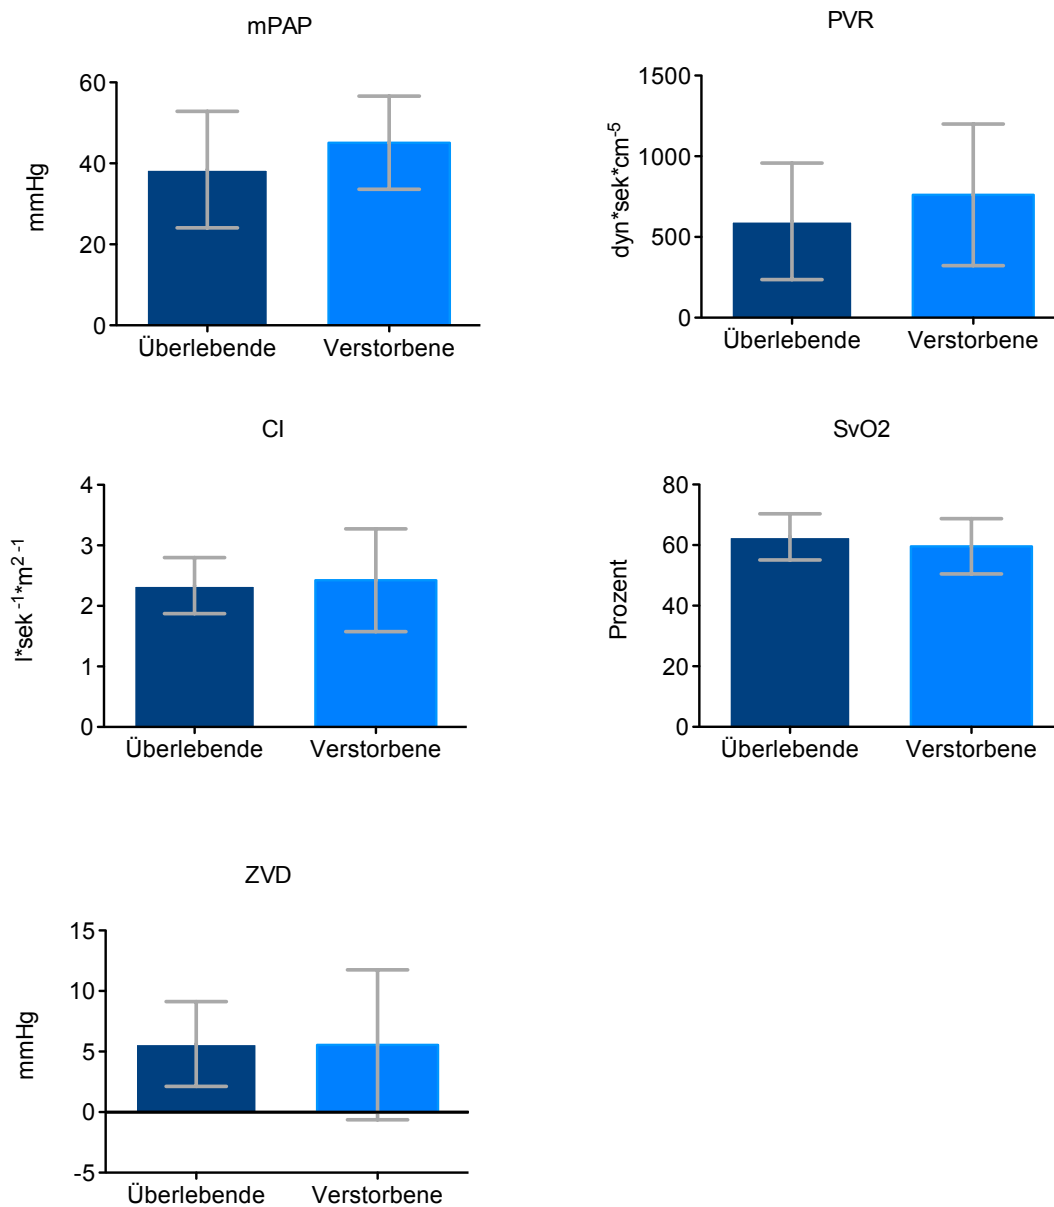 mPAP
mmHg
60
40
20
0
Überlebende Verstorbene
PVR
dyn*sek*cm-5
1500
1000
500
0
Überlebende Verstorbene
CI
l*sek-1*m2 -1
4
3
2
1
0
Überlebende Verstorbene
SvO2
Prozent
80
60
40
20
0
Überlebende Verstorbene
ZVD
mmHg
15
10
5
0
-5
Überlebende Verstorbene